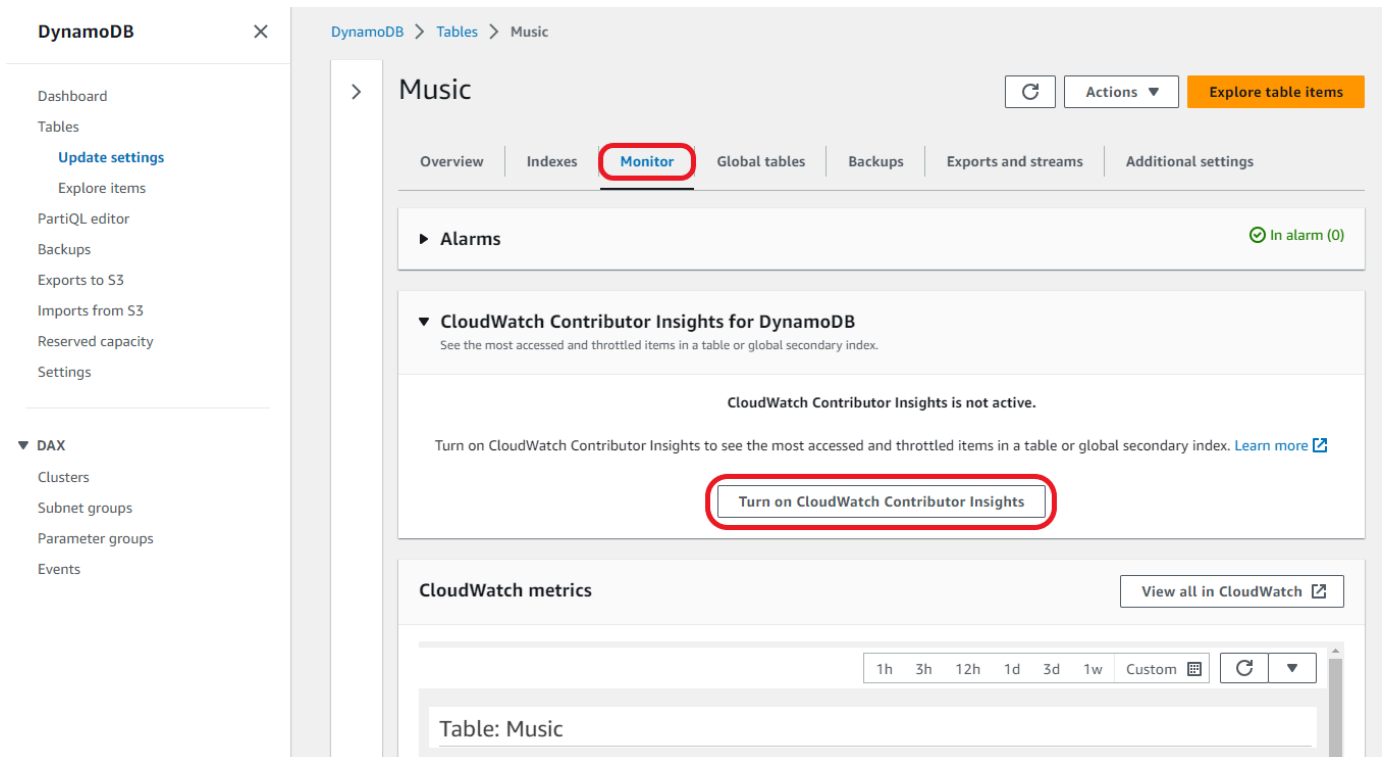 DynamoDB
Dashboard
Tables
Update settings
Explore items
PartiQL editor
Backups
Exports to S3
Imports from S3
Reserved capacity
Settings
DAX
Clusters
Subnet groups
Parameter groups
Events
DynamoDB > Tables > Music
Music
Actions
Explore table items
Overview Indexes Monitor Global tables Backups Exports and streams Additional settings
Alarms
In alarm (0)
CloudWatch Contributor Insights for DynamoDB
See the most accessed and throttled items in a table or global secondary index.
CloudWatch Contributor Insights is not active.
Turn on CloudWatch Contributor Insights to see the most accessed and throttled items in a table or global secondary index. Learn more
Turn on CloudWatch Contributor Insights
CloudWatch metrics
View all in CloudWatch
1h 3h 12h 1d 3d 1w Custom
Table: Music